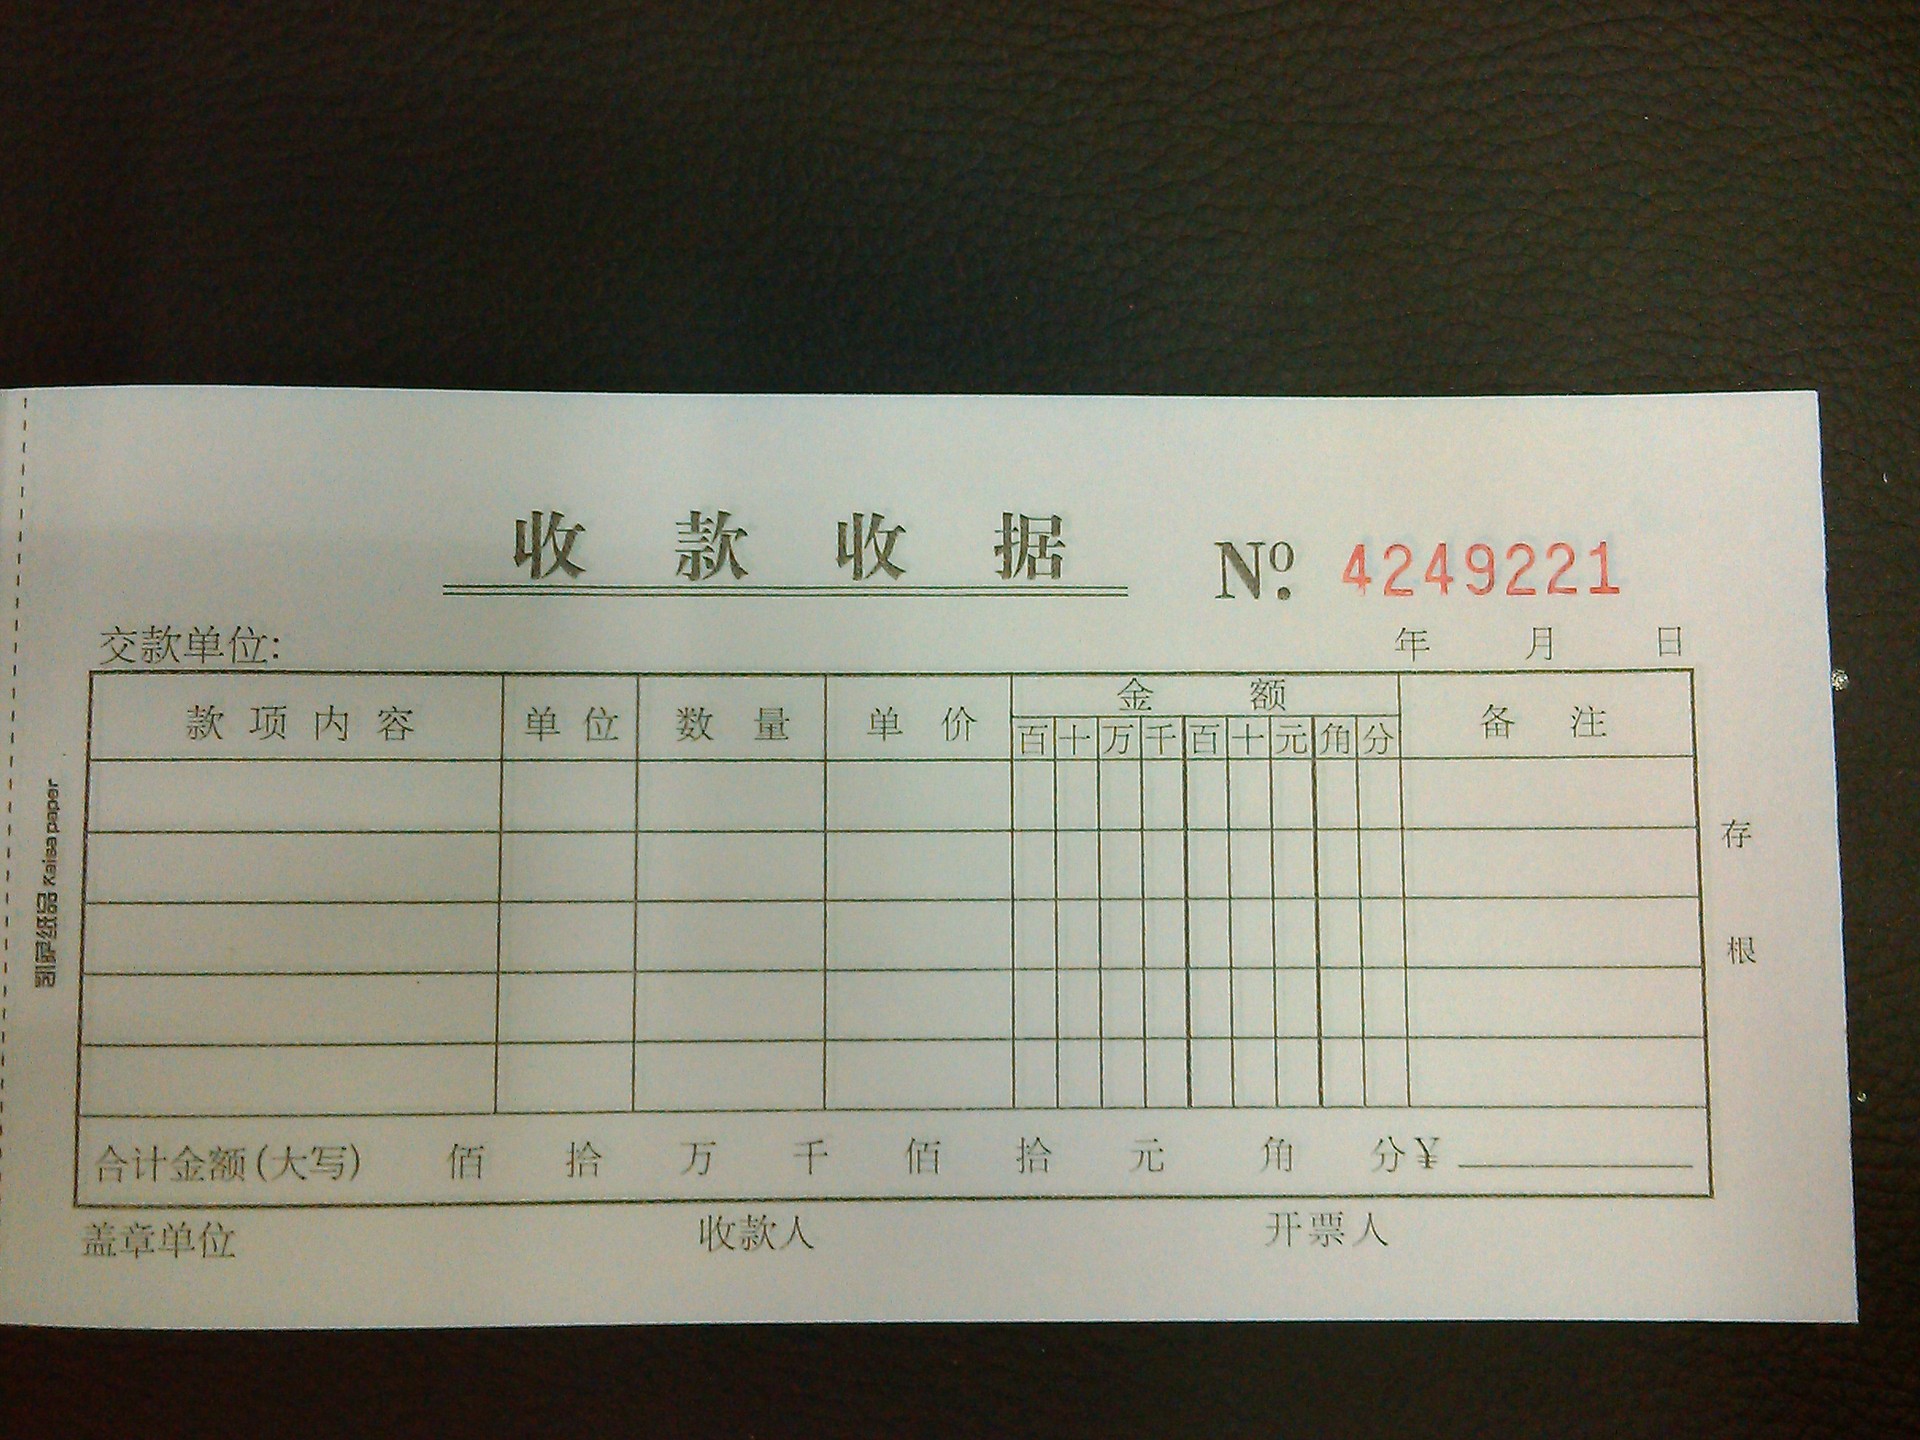 收款收据 № 4249221
交款单位: 年 月 日
款项内容 单位 数量 单价 金额 备注
百 十 万 千 百 十 元 角 分
合计金额(大写) 佰 拾 万 千 佰 拾 元 角 分 ¥
盖章单位 收款人 开票人
存根
凯萨纸品 Kaisa paper